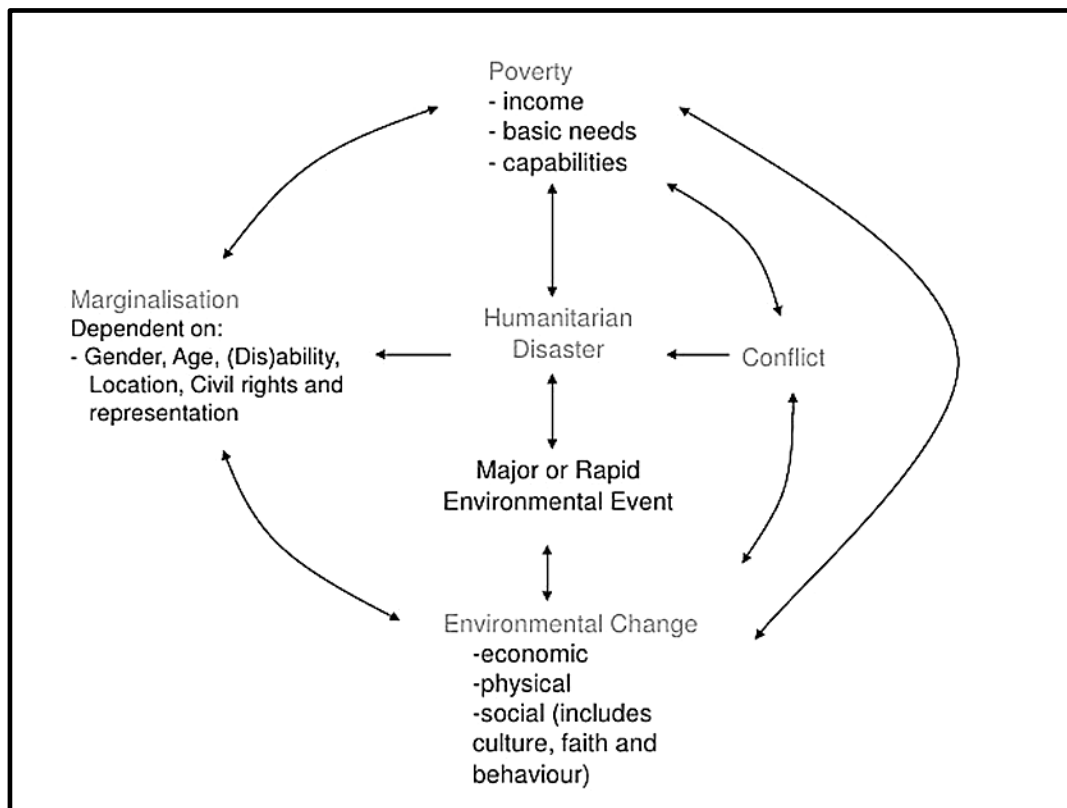 Poverty
- income
- basic needs
- capabilities
Marginalisation
Dependent on:
- Gender, Age, (Dis)ability,
Location, Civil rights and
representation
Humanitarian
Disaster
Conflict
Major or Rapid
Environmental Event
Environmental Change
-economic
-physical
-social (includes
culture, faith and
behaviour)